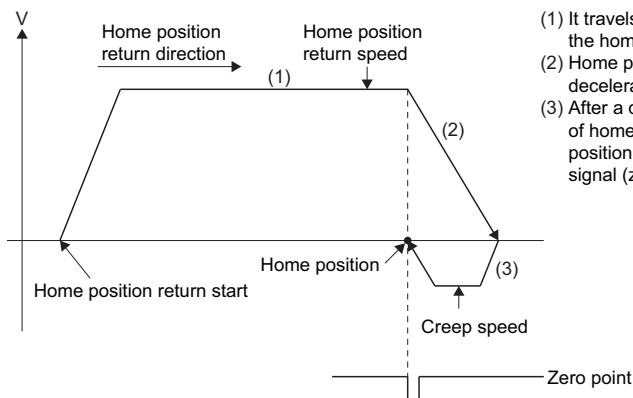 V
Home position
return direction
Home position
return speed
(1)
(2)
(3)
Home position
Home position return start
Creep speed
Zero point
(1) It travels
the hom
(2) Home p
decelera
(3) After a
of home
position
signal (z